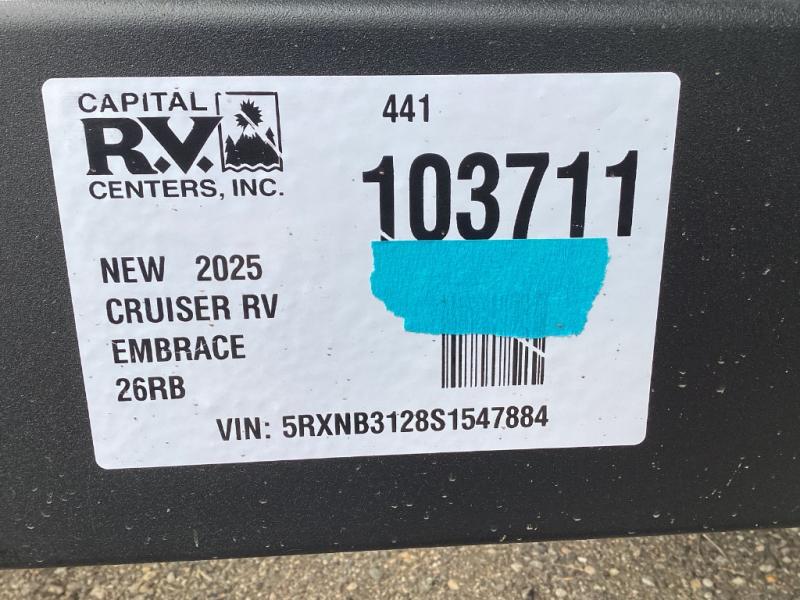 CAPITAL
R.V.
CENTERS, INC.
441
103711
NEW 2025
CRUISER RV
EMBRACE
26RB
VIN: 5RXNB3128S1547884